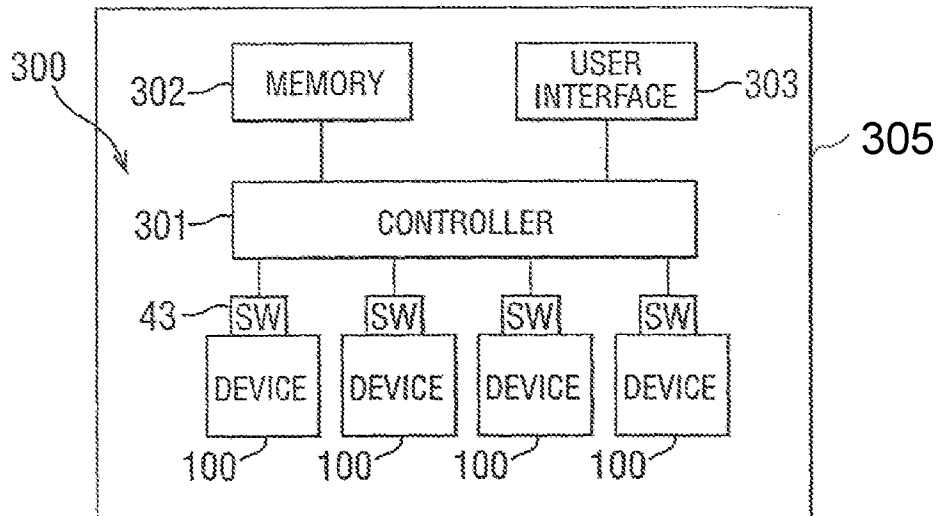 300
302
MEMORY
USER
INTERFACE
303
305
301
CONTROLLER
43
SW
SW
SW
SW
DEVICE
DEVICE
DEVICE
DEVICE
100
100
100
100